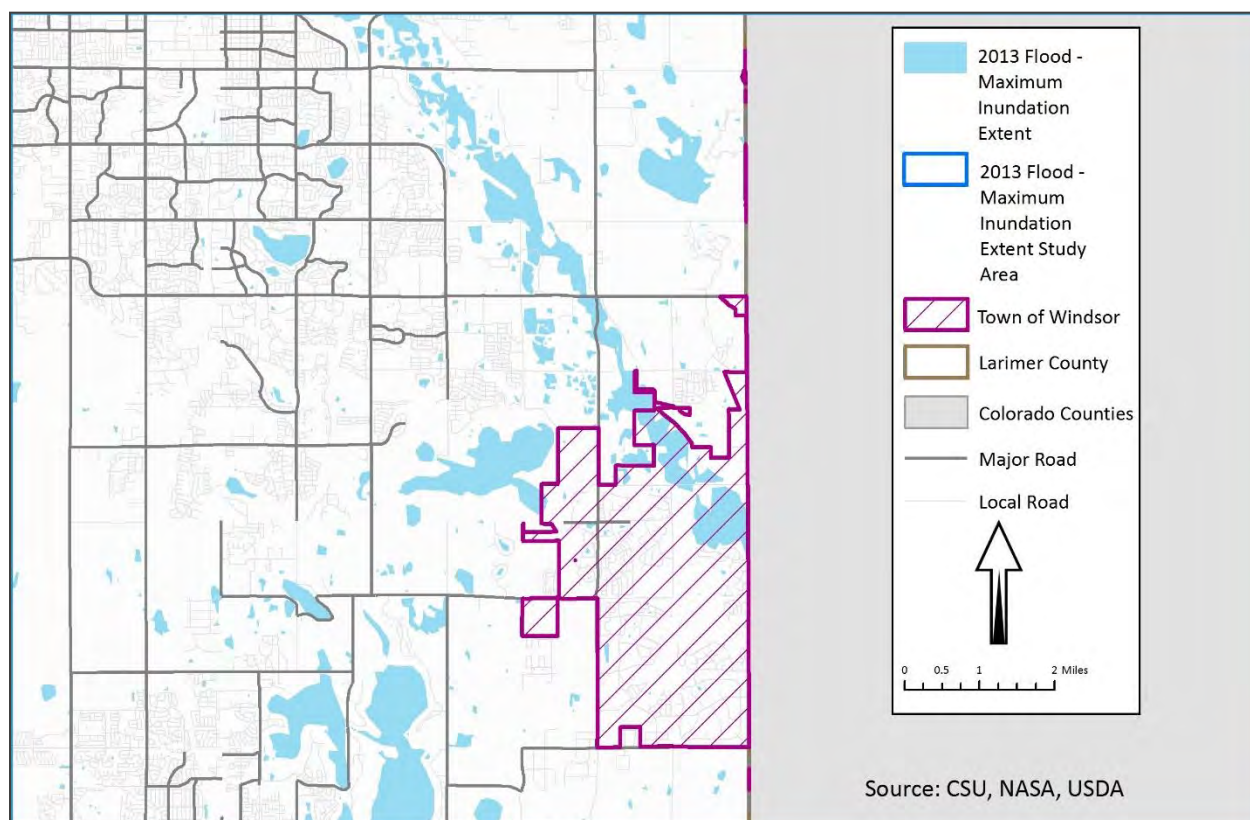 2013 Flood -
Maximum
Inundation
Extent
2013 Flood -
Maximum
Inundation
Extent Study
Area
Town of Windsor
Larimer County
Colorado Counties
Major Road
Local Road
0 0.5 1 2 Miles
Source: CSU, NASA, USDA